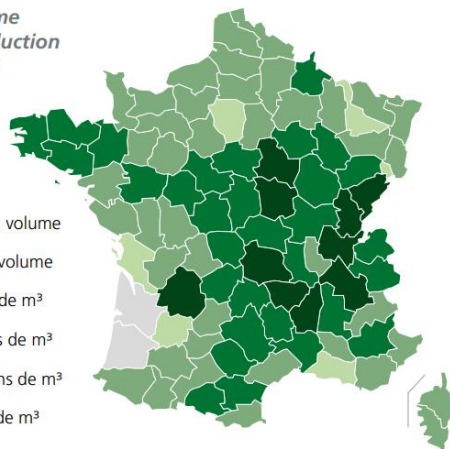 me
duction
volume
volume
de m³
s de m³
ns de m³
de m³